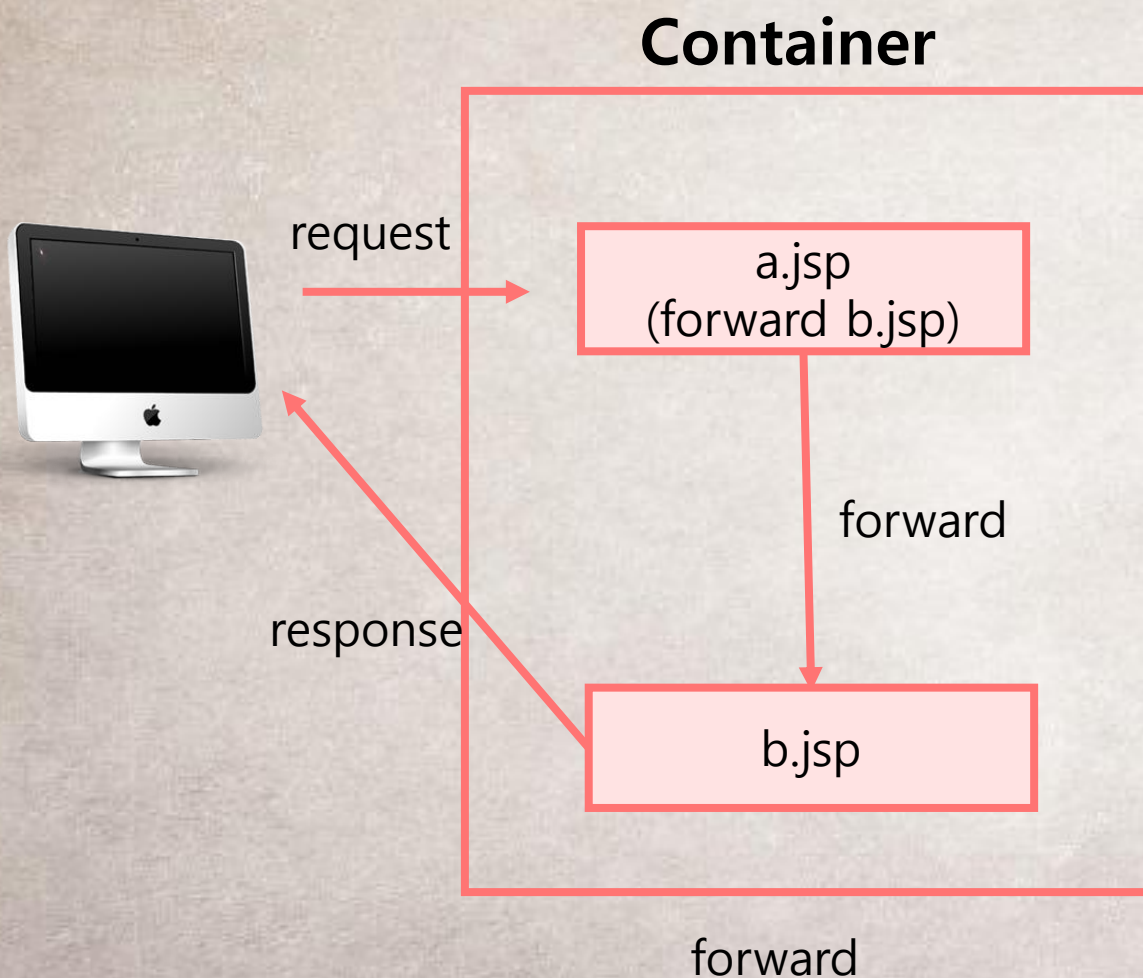 Container
request
a.jsp
(forward b.jsp)
forward
response
b.jsp
forward